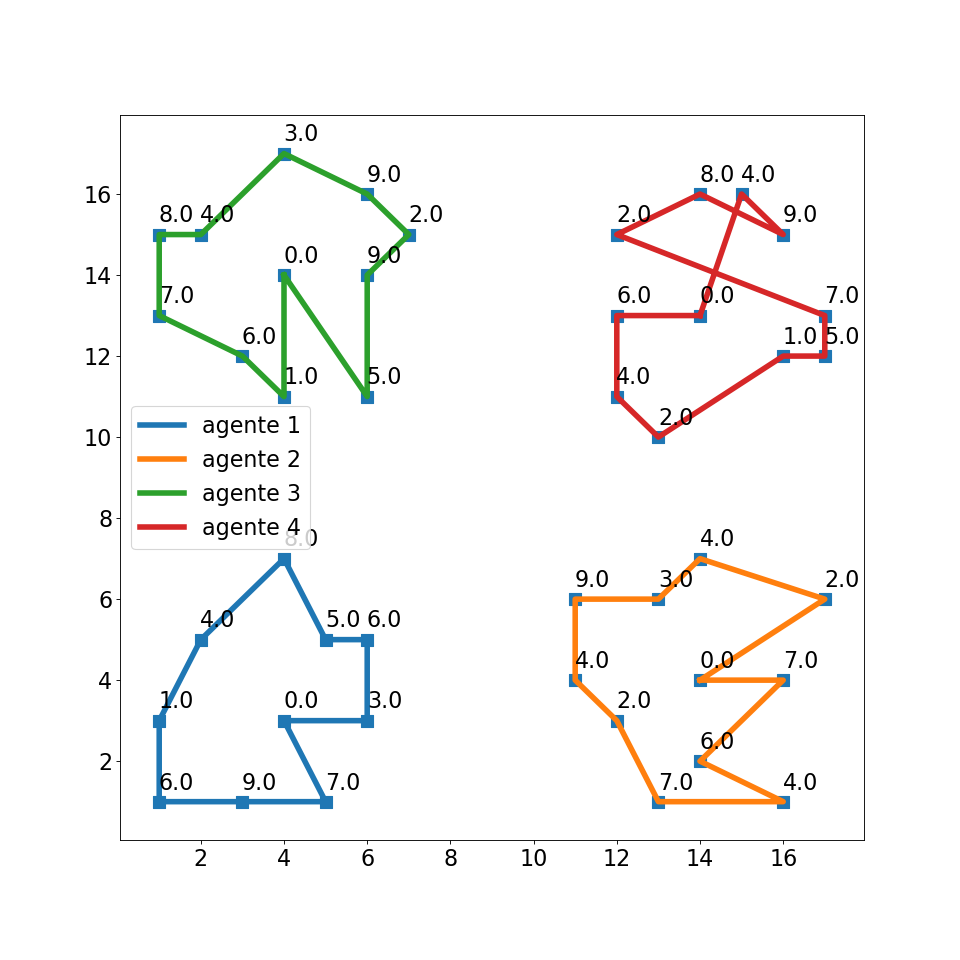 3.0
9.0
8.0 4.0
16
8.0 4.0 2.0
2.0 9.0
0.0 9.0
14
7.0 6.0 0.0 7.0
6.0 1.0 5.0
12
1.0 5.0 4.0
2.0
10
agente 1
agente 2
agente 3
agente 4
8
8.0 4.0
9.0 3.0 2.0
6
4.0 5.0 6.0
4.0 0.0 7.0
4
1.0 0.0 3.0 2.0
6.0
2
6.0 9.0 7.0 7.0 4.0
2 4 6 8 10 12 14 16